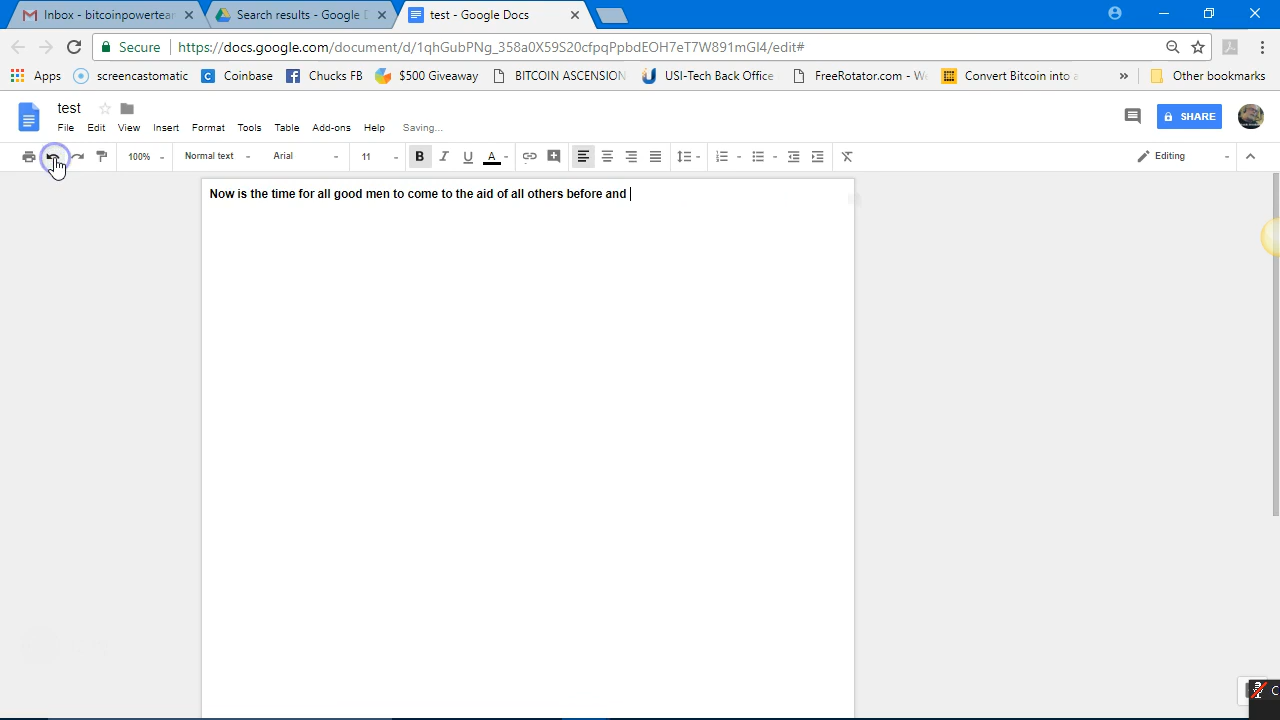 Inbox - bitcoinpowertear
Search results - Google D
test - Google Docs
Secure
https://docs.google.com/document/d/1qhGubPNg_358a0X59S20cfpqPpbdEOH7eT7W891mGl4/edit#
Apps
screencastomatic
Coinbase
Chucks FB
$500 Giveaway
BITCOIN ASCENSION
USI-Tech Back Office
FreeRotator.com - We
Convert Bitcoin into a
»
Other bookmarks
test
File Edit View Insert Format Tools Table Add-ons Help Saving...
SHARE
100% Normal text Arial 11 B I U A Editing
Now is the time for all good men to come to the aid of all others before and